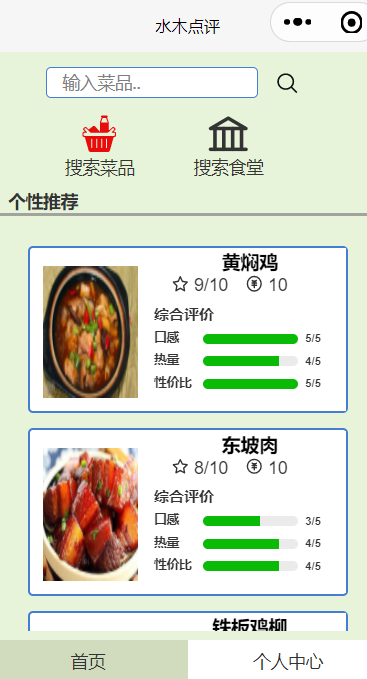 水木点评
输入菜品..
搜索菜品 搜索食堂
个性推荐
黄焖鸡
9/10 10
综合评价
口感 5/5
热量 4/5
性价比 5/5
东坡肉
8/10 10
综合评价
口感 3/5
热量 4/5
性价比 4/5
铁板鸡柳
首页 个人中心